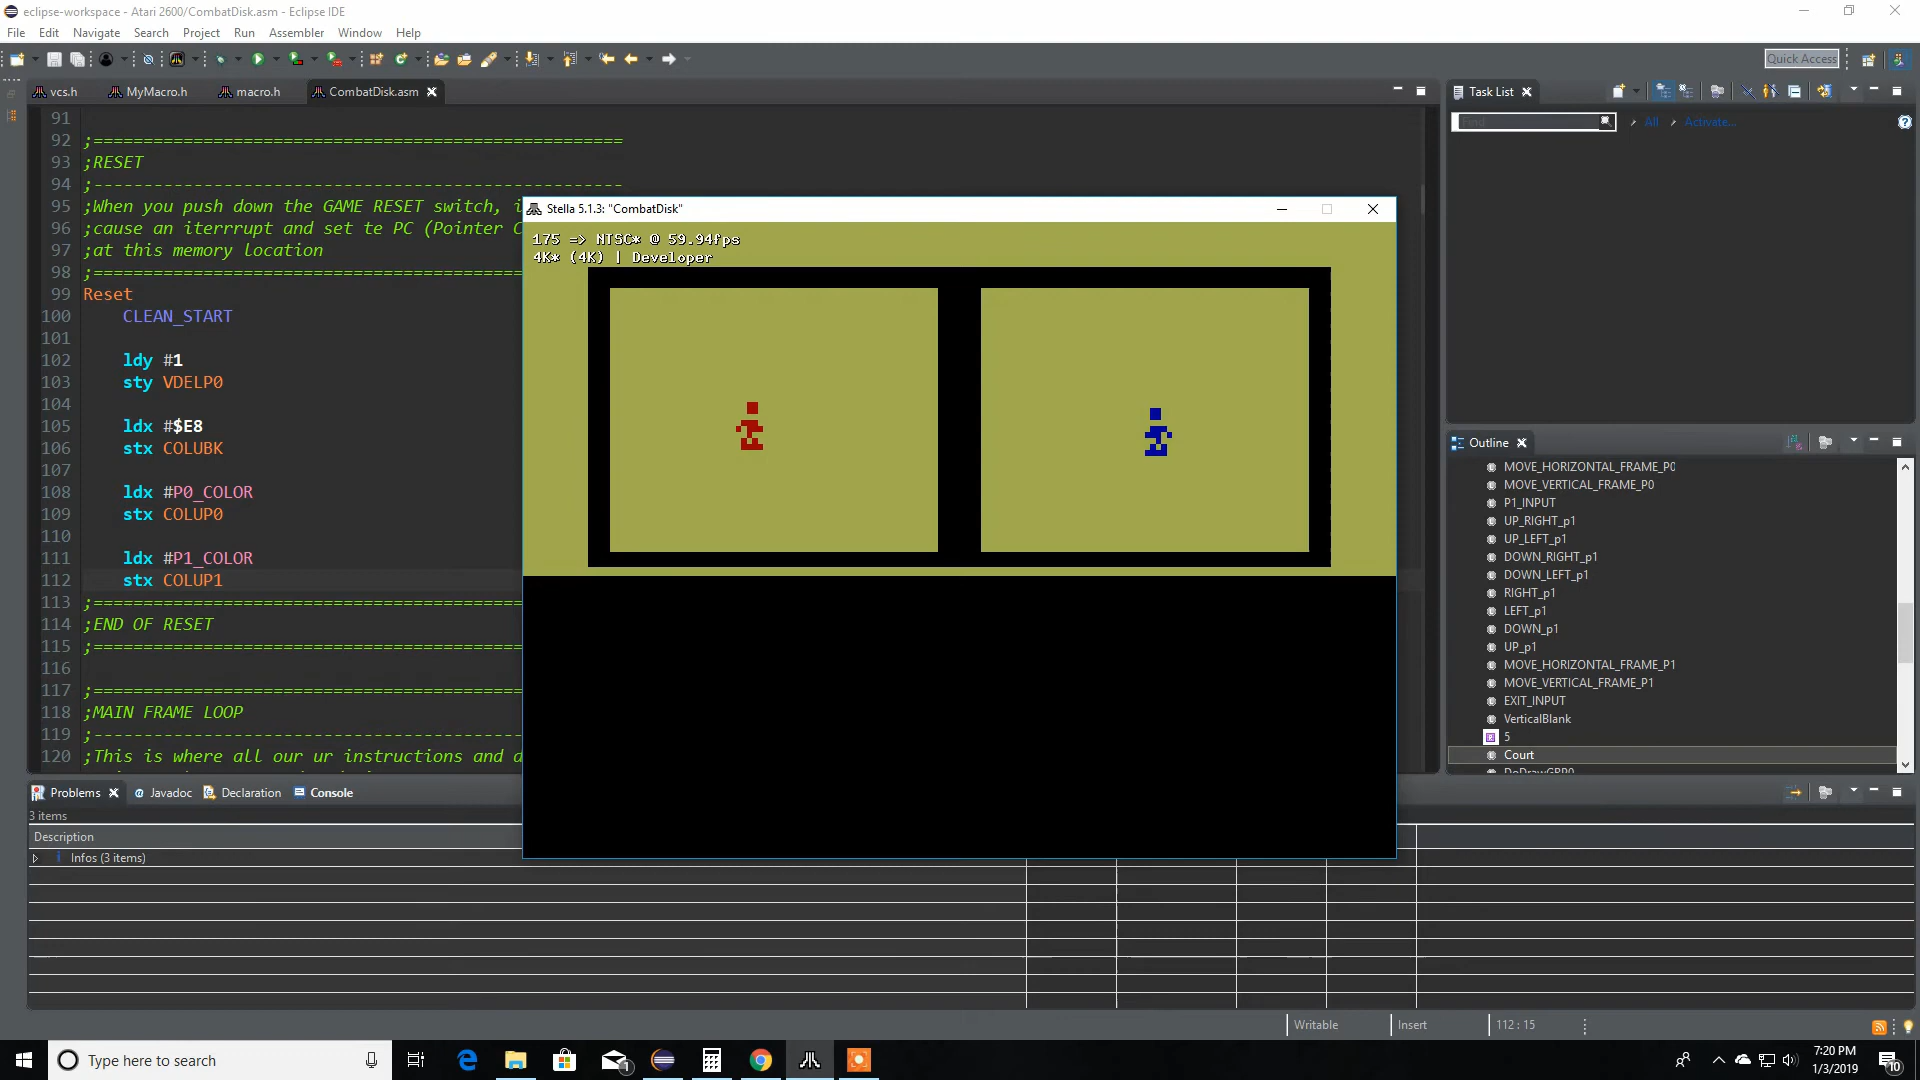 eclipse-workspace - Atari 2600/CombatDisk.asm - Eclipse IDE
File Edit Navigate Search Project Run Assembler Window Help
Quick Access
vcs.h MyMacro.h macro.h CombatDisk.asm
Task List
Find All Activate...
91
92 ;=====================================================
93 ;RESET
94 ;-----------------------------------------------------
95 ;When you push down the GAME RESET switch, i
96 ;cause an iterrrupt and set te PC (Pointer C
97 ;at this memory location
98 ;============================================
99 Reset
100 CLEAN_START
101
102 ldy #1
103 sty VDELP0
104
105 ldx #$E8
106 stx COLUBK
107
108 ldx #P0_COLOR
109 stx COLUP0
110
111 ldx #P1_COLOR
112 stx COLUP1
113 ;============================================
114 ;END OF RESET
115 ;============================================
116
117 ;============================================
118 ;MAIN FRAME LOOP
119 ;--------------------------------------------
120 ;This is where all our ur instructions and d
Stella 5.1.3: "CombatDisk"
175 => NTSC* @ 59.94fps
4K* (4K) | Developer
Outline
MOVE_HORIZONTAL_FRAME_P0
MOVE_VERTICAL_FRAME_P0
P1_INPUT
UP_RIGHT_p1
UP_LEFT_p1
DOWN_RIGHT_p1
DOWN_LEFT_p1
RIGHT_p1
LEFT_p1
DOWN_p1
UP_p1
MOVE_HORIZONTAL_FRAME_P1
MOVE_VERTICAL_FRAME_P1
EXIT_INPUT
VerticalBlank
5
Court
DoDrawGRP0
Problems Javadoc Declaration Console
3 items
Description
Infos (3 items)
Writable Insert 112 : 15
Type here to search
1
7:20 PM
1/3/2019
10